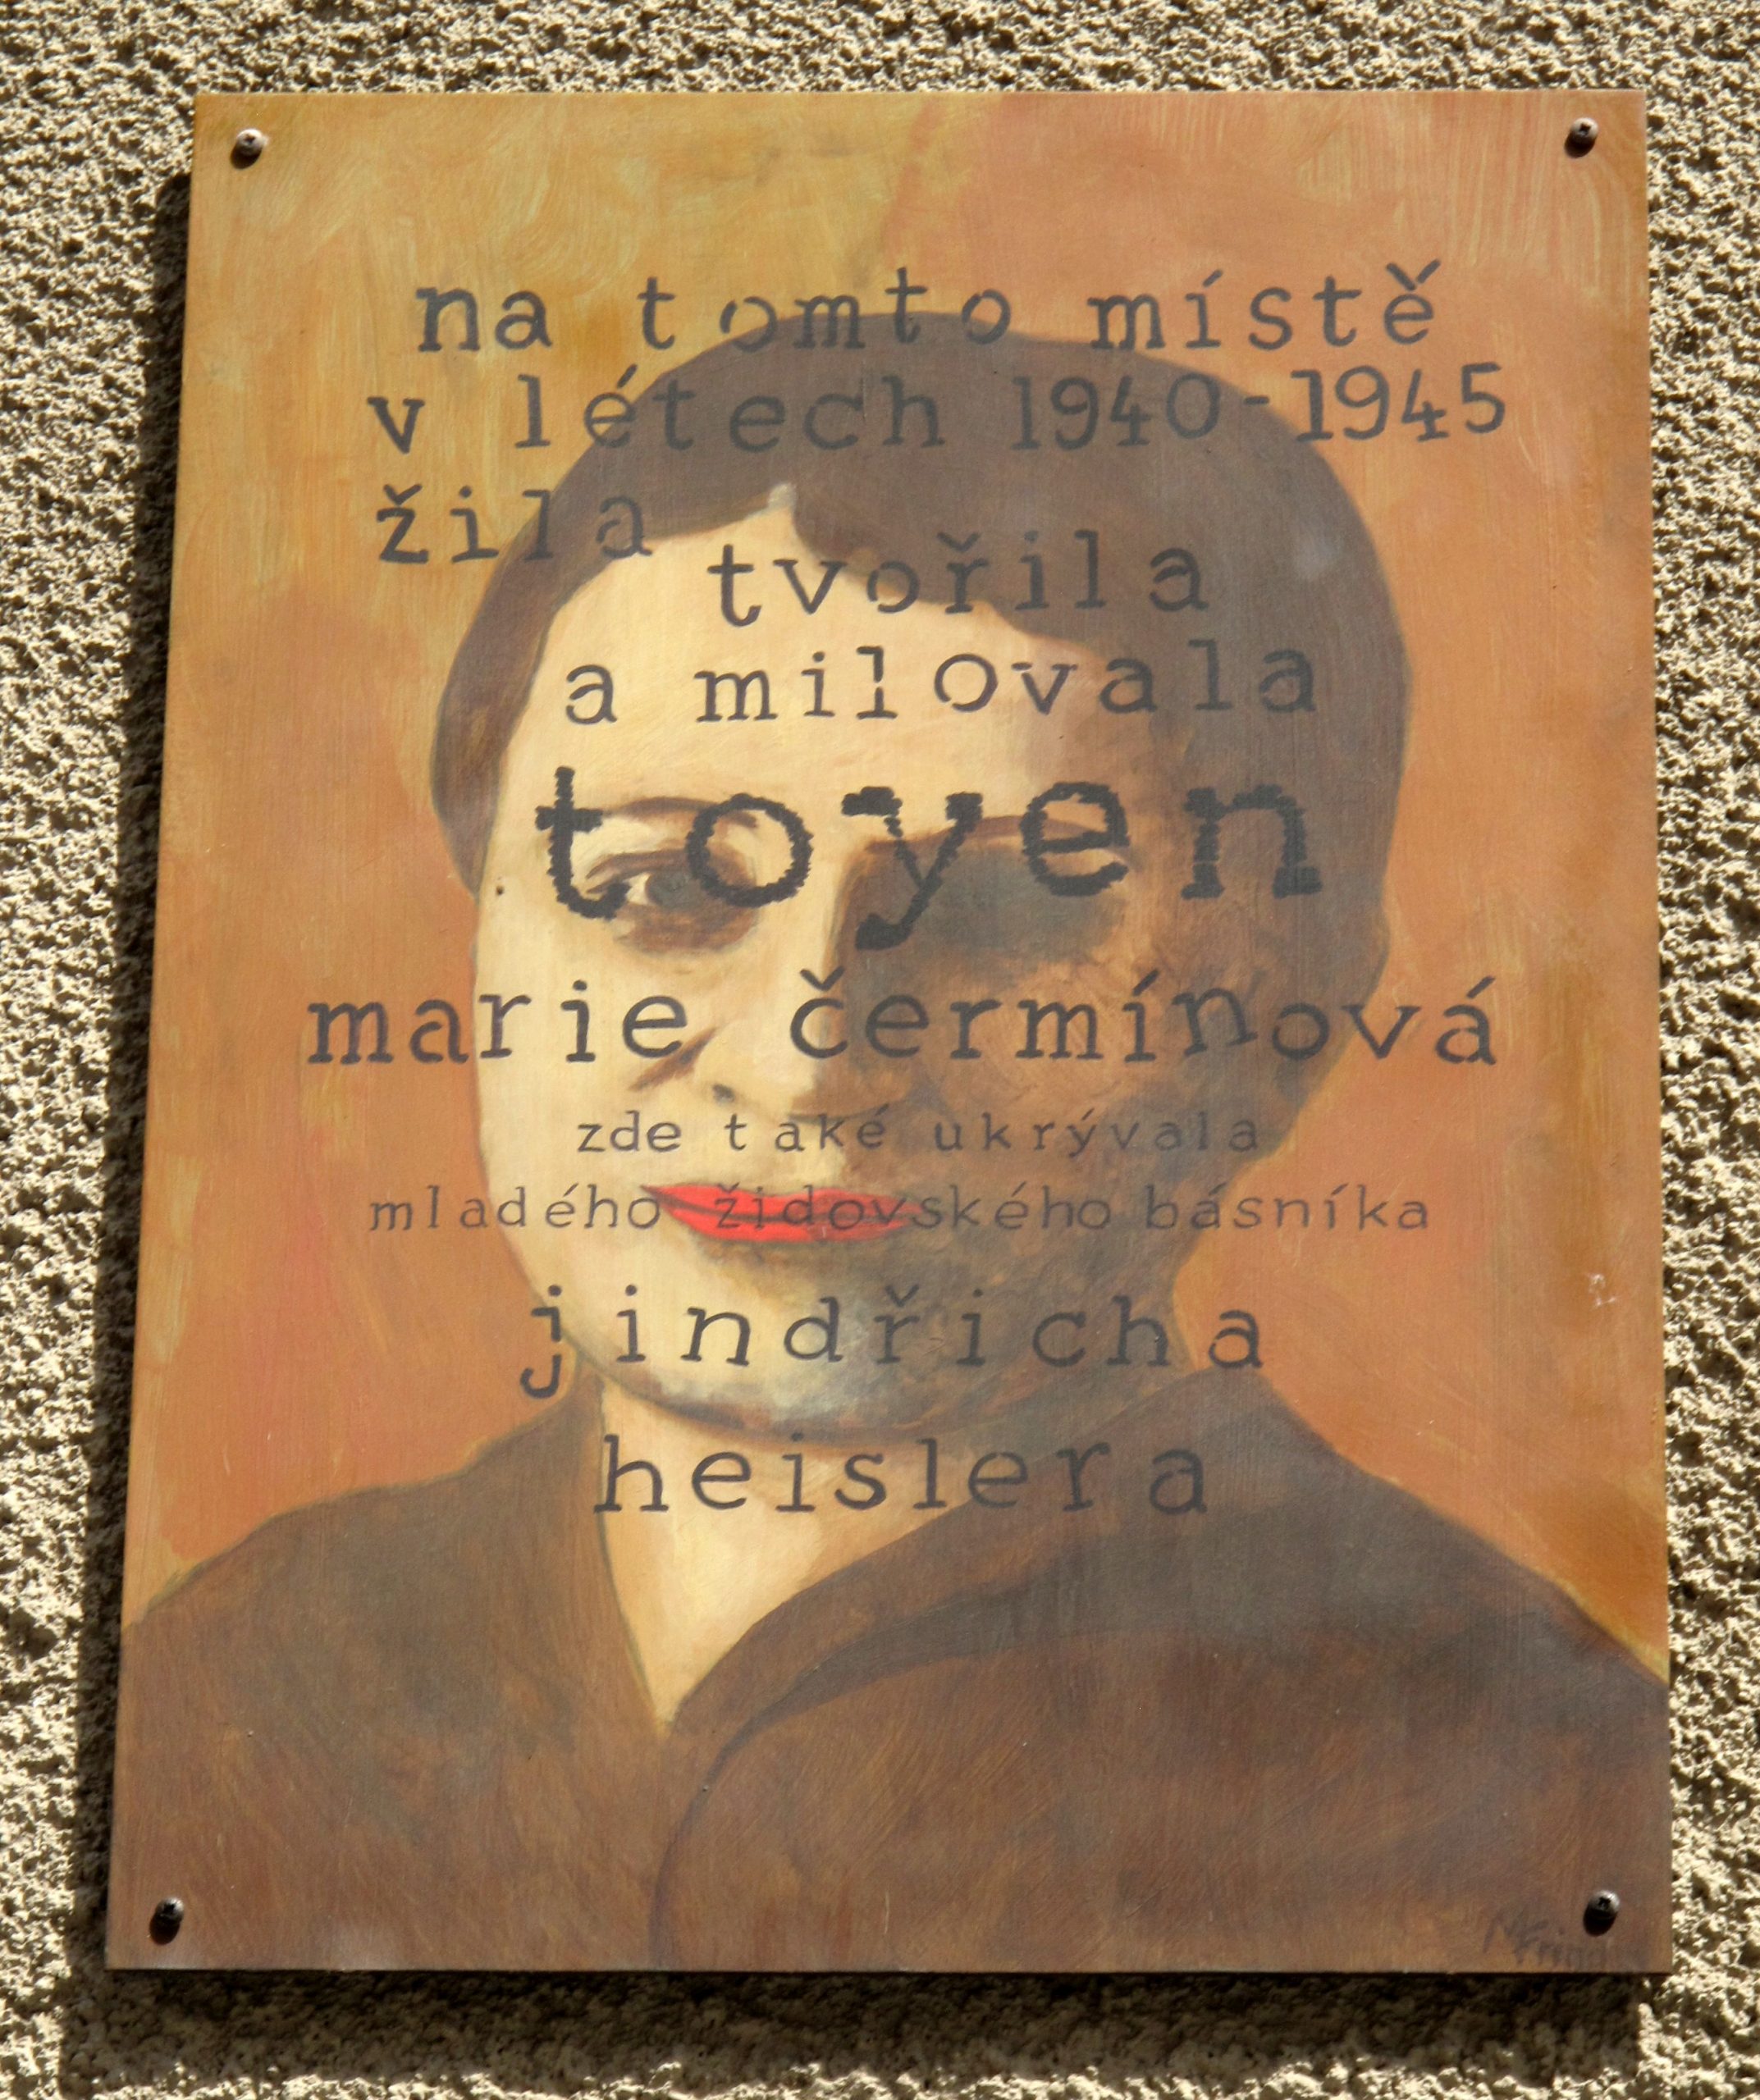 na tomto místě
v létech 1940-1945
žila
tvořila
a milovala
toyen
marie čermínová
zde také ukrývala
mladého židovského básníka
jindřicha
heislera